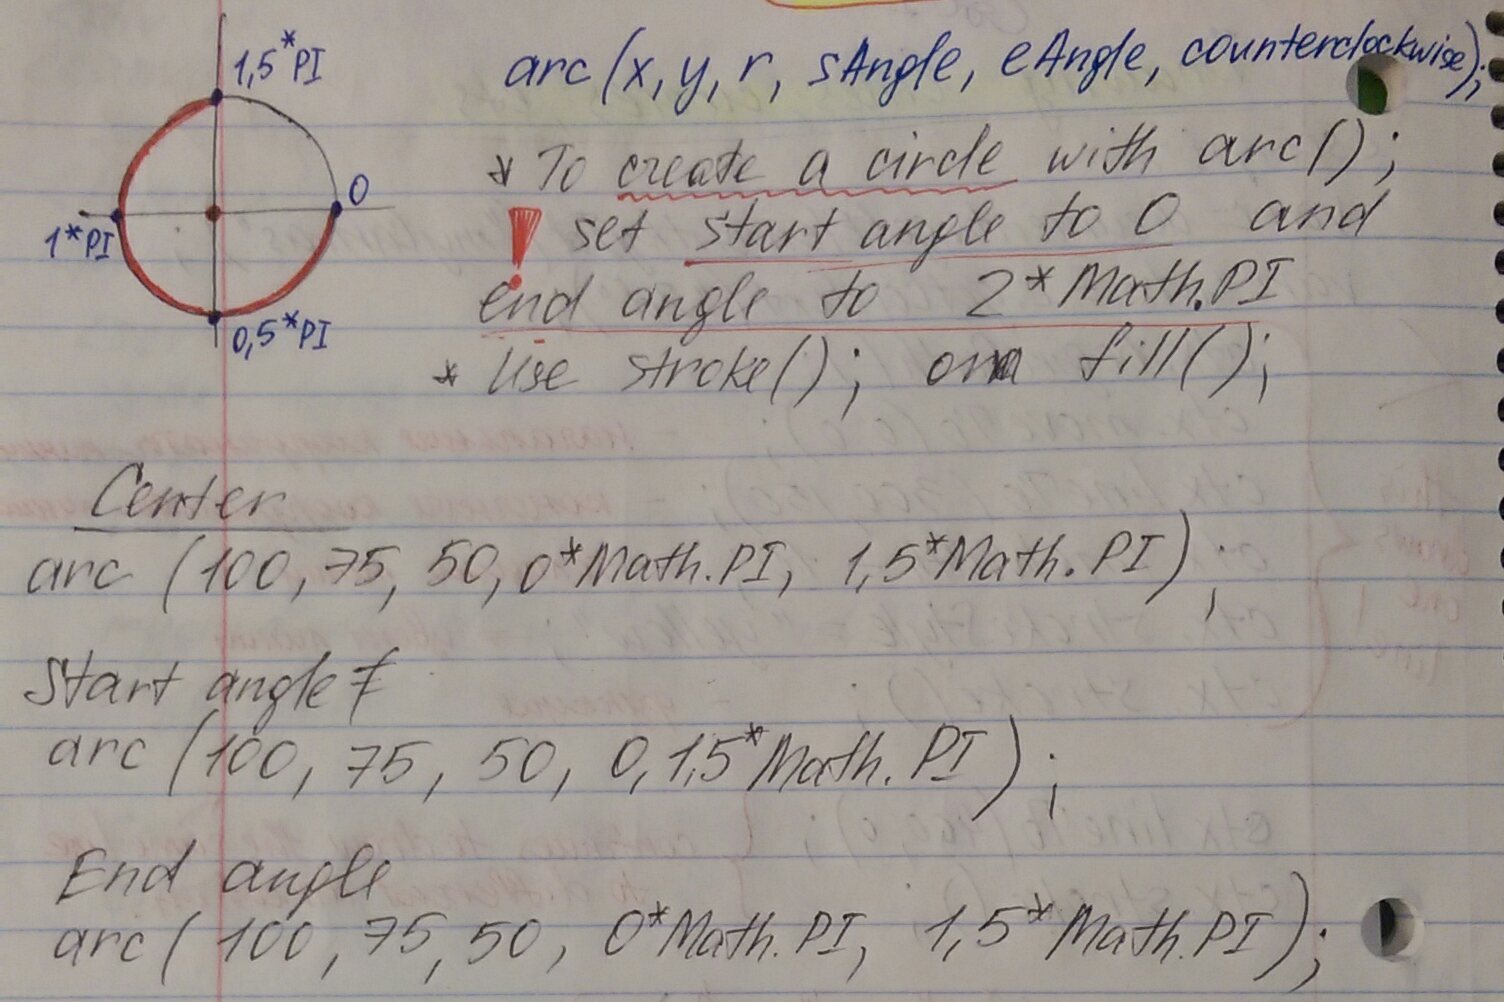 1,5*PI
0
1*PI
0,5*PI
arc(x, y, r, sAngle, eAngle, counterclockwise);
* To create a circle with arc();
! set start angle to 0 and
end angle to 2*Math.PI
* Use stroke(); fill();
Center
arc (100, 75, 50, 0*Math.PI, 1,5*Math.PI);
Start angle
arc (100, 75, 50, 0, 1,5*Math.PI);
End angle
arc (100, 75, 50, 0*Math.PI, 1,5*Math.PI);